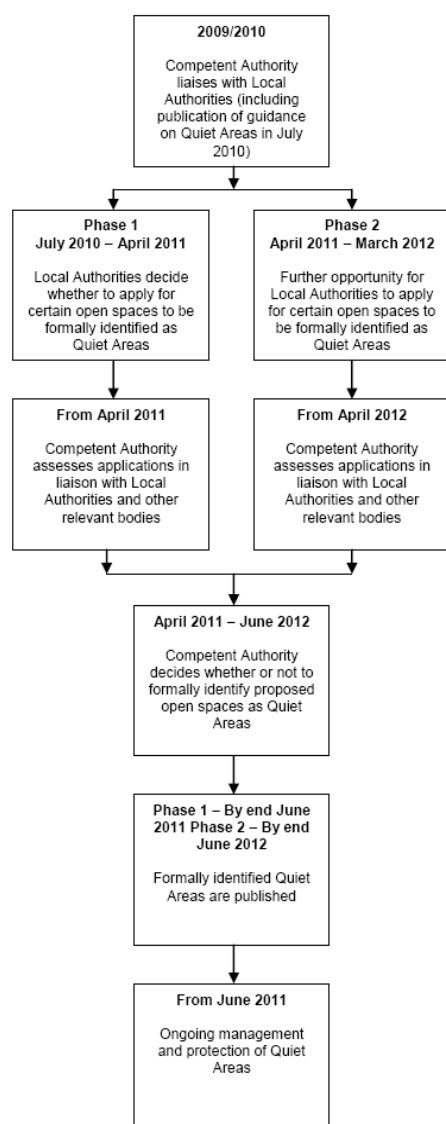 2009/2010
Competent Authority
liaises with Local
Authorities (including
publication of guidance
on Quiet Areas in July
2010)
Phase 1
July 2010 – April 2011
Local Authorities decide
whether to apply for
certain open spaces to be
formally identified as
Quiet Areas
Phase 2
April 2011 – March 2012
Further opportunity for
Local Authorities to apply
for certain open spaces to
be formally identified as
Quiet Areas
From April 2011
Competent Authority
assesses applications in
liaison with Local
Authorities and other
relevant bodies
From April 2012
Competent Authority
assesses applications in
liaison with Local
Authorities and other
relevant bodies
April 2011 – June 2012
Competent Authority
decides whether or not to
formally identify proposed
open spaces as Quiet
Areas
Phase 1 – By end June
2011 Phase 2 – By end
June 2012
Formally identified Quiet
Areas are published
From June 2011
Ongoing management
and protection of Quiet
Areas